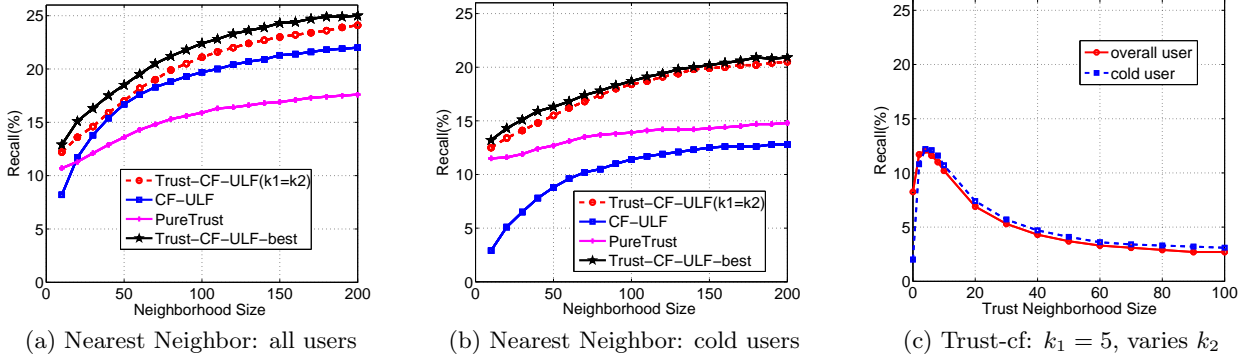 25
20
15
10
5
0
Recall(%)
0 50 100 150 200
Neighborhood Size
Trust−CF−ULF(k1=k2)
CF−ULF
PureTrust
Trust−CF−ULF−best
(a) Nearest Neighbor: all users
25
20
15
10
5
0
Recall(%)
0 50 100 150 200
Neighborhood Size
Trust−CF−ULF(k1=k2)
CF−ULF
PureTrust
Trust−CF−ULF−best
(b) Nearest Neighbor: cold users
25
20
15
10
5
0
Recall(%)
0 20 40 60 80 100
Trust Neighborhood Size
overall user
cold user
(c) Trust-cf: k₁ = 5, varies k₂